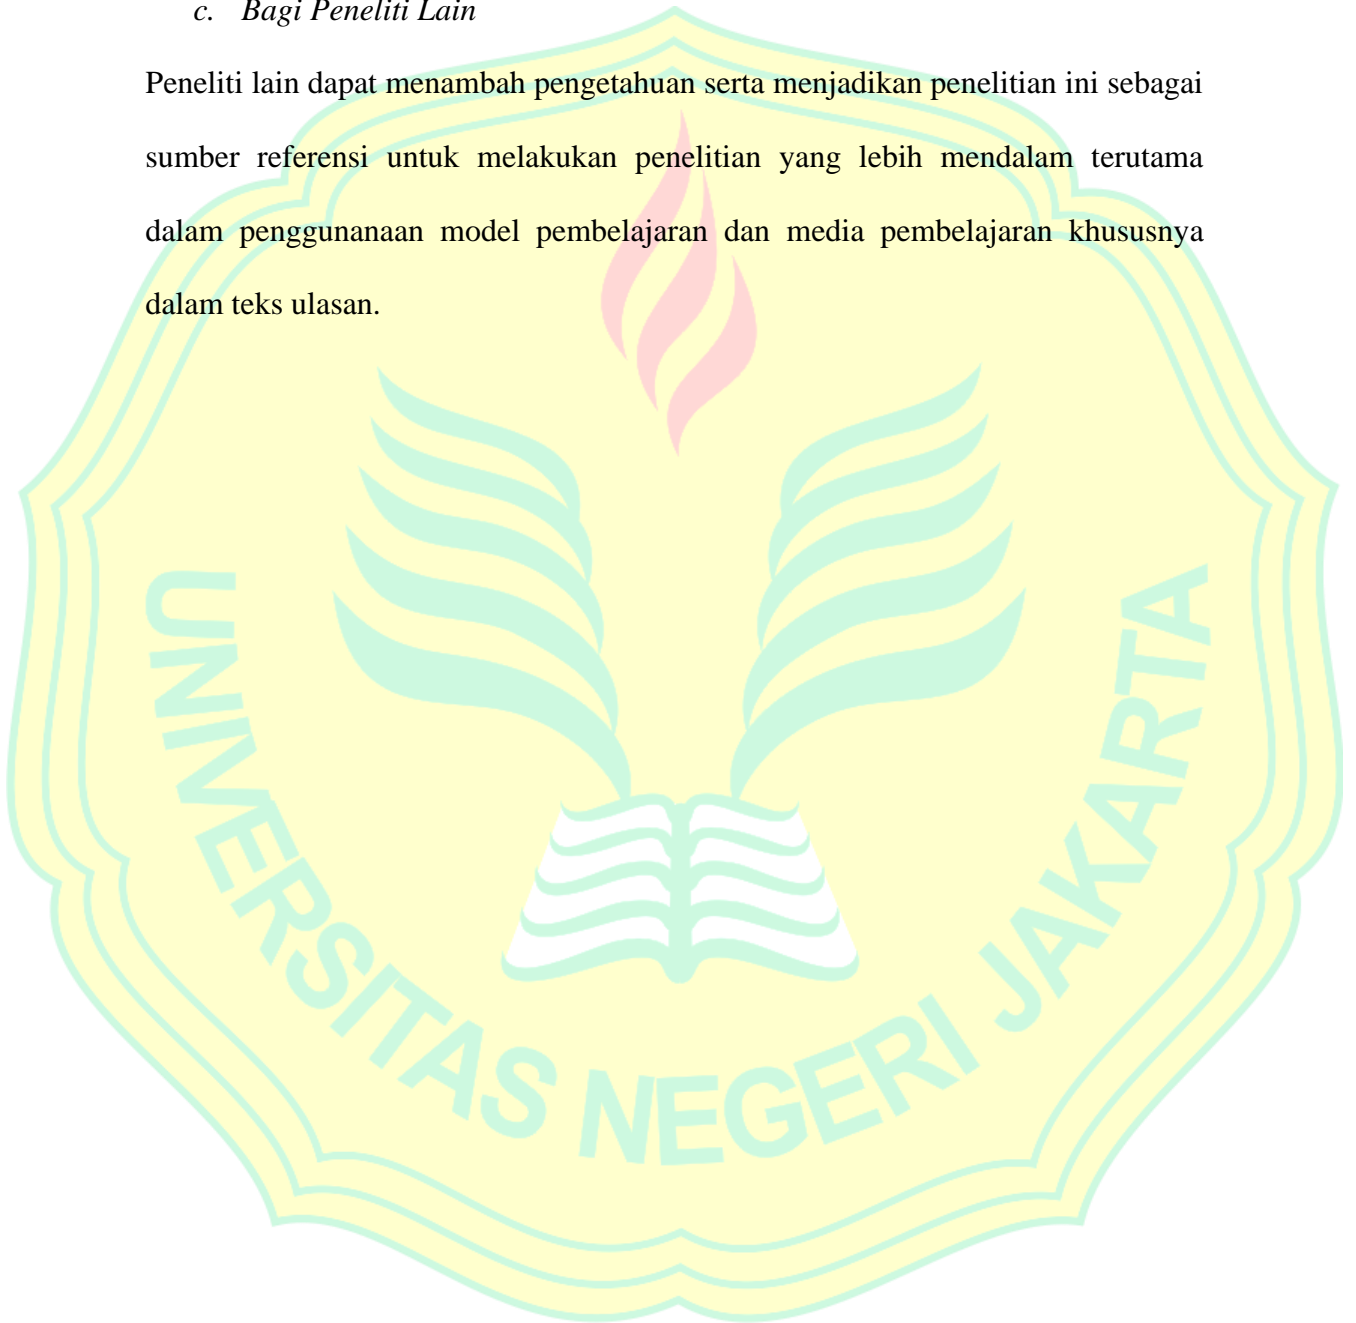 c. Bagi Peneliti Lain
Peneliti lain dapat menambah pengetahuan serta menjadikan penelitian ini sebagai
sumber referensi untuk melakukan penelitian yang lebih mendalam terutama
dalam penggunanaan model pembelajaran dan media pembelajaran khususnya
dalam teks ulasan.
UNIVERSITAS NEGERI JAKARTA